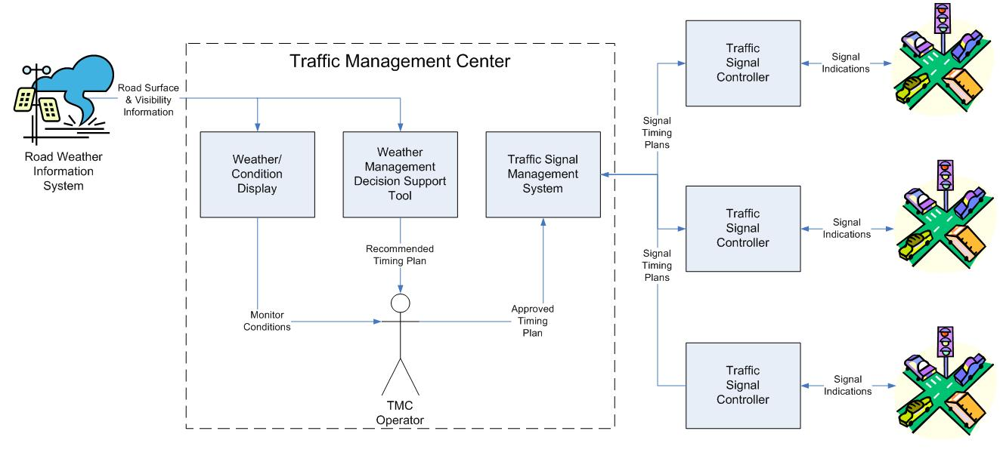 Traffic Management Center
Road Surface
& Visibility
Information
Road Weather
Information
System
Weather/
Condition
Display
Weather
Management
Decision Support
Tool
Traffic Signal
Management
System
Recommended
Timing Plan
Monitor
Conditions
Approved
Timing
Plan
TMC
Operator
Signal
Timing
Plans
Signal
Timing
Plans
Traffic
Signal
Controller
Signal
Indications
Traffic
Signal
Controller
Signal
Indications
Traffic
Signal
Controller
Signal
Indications